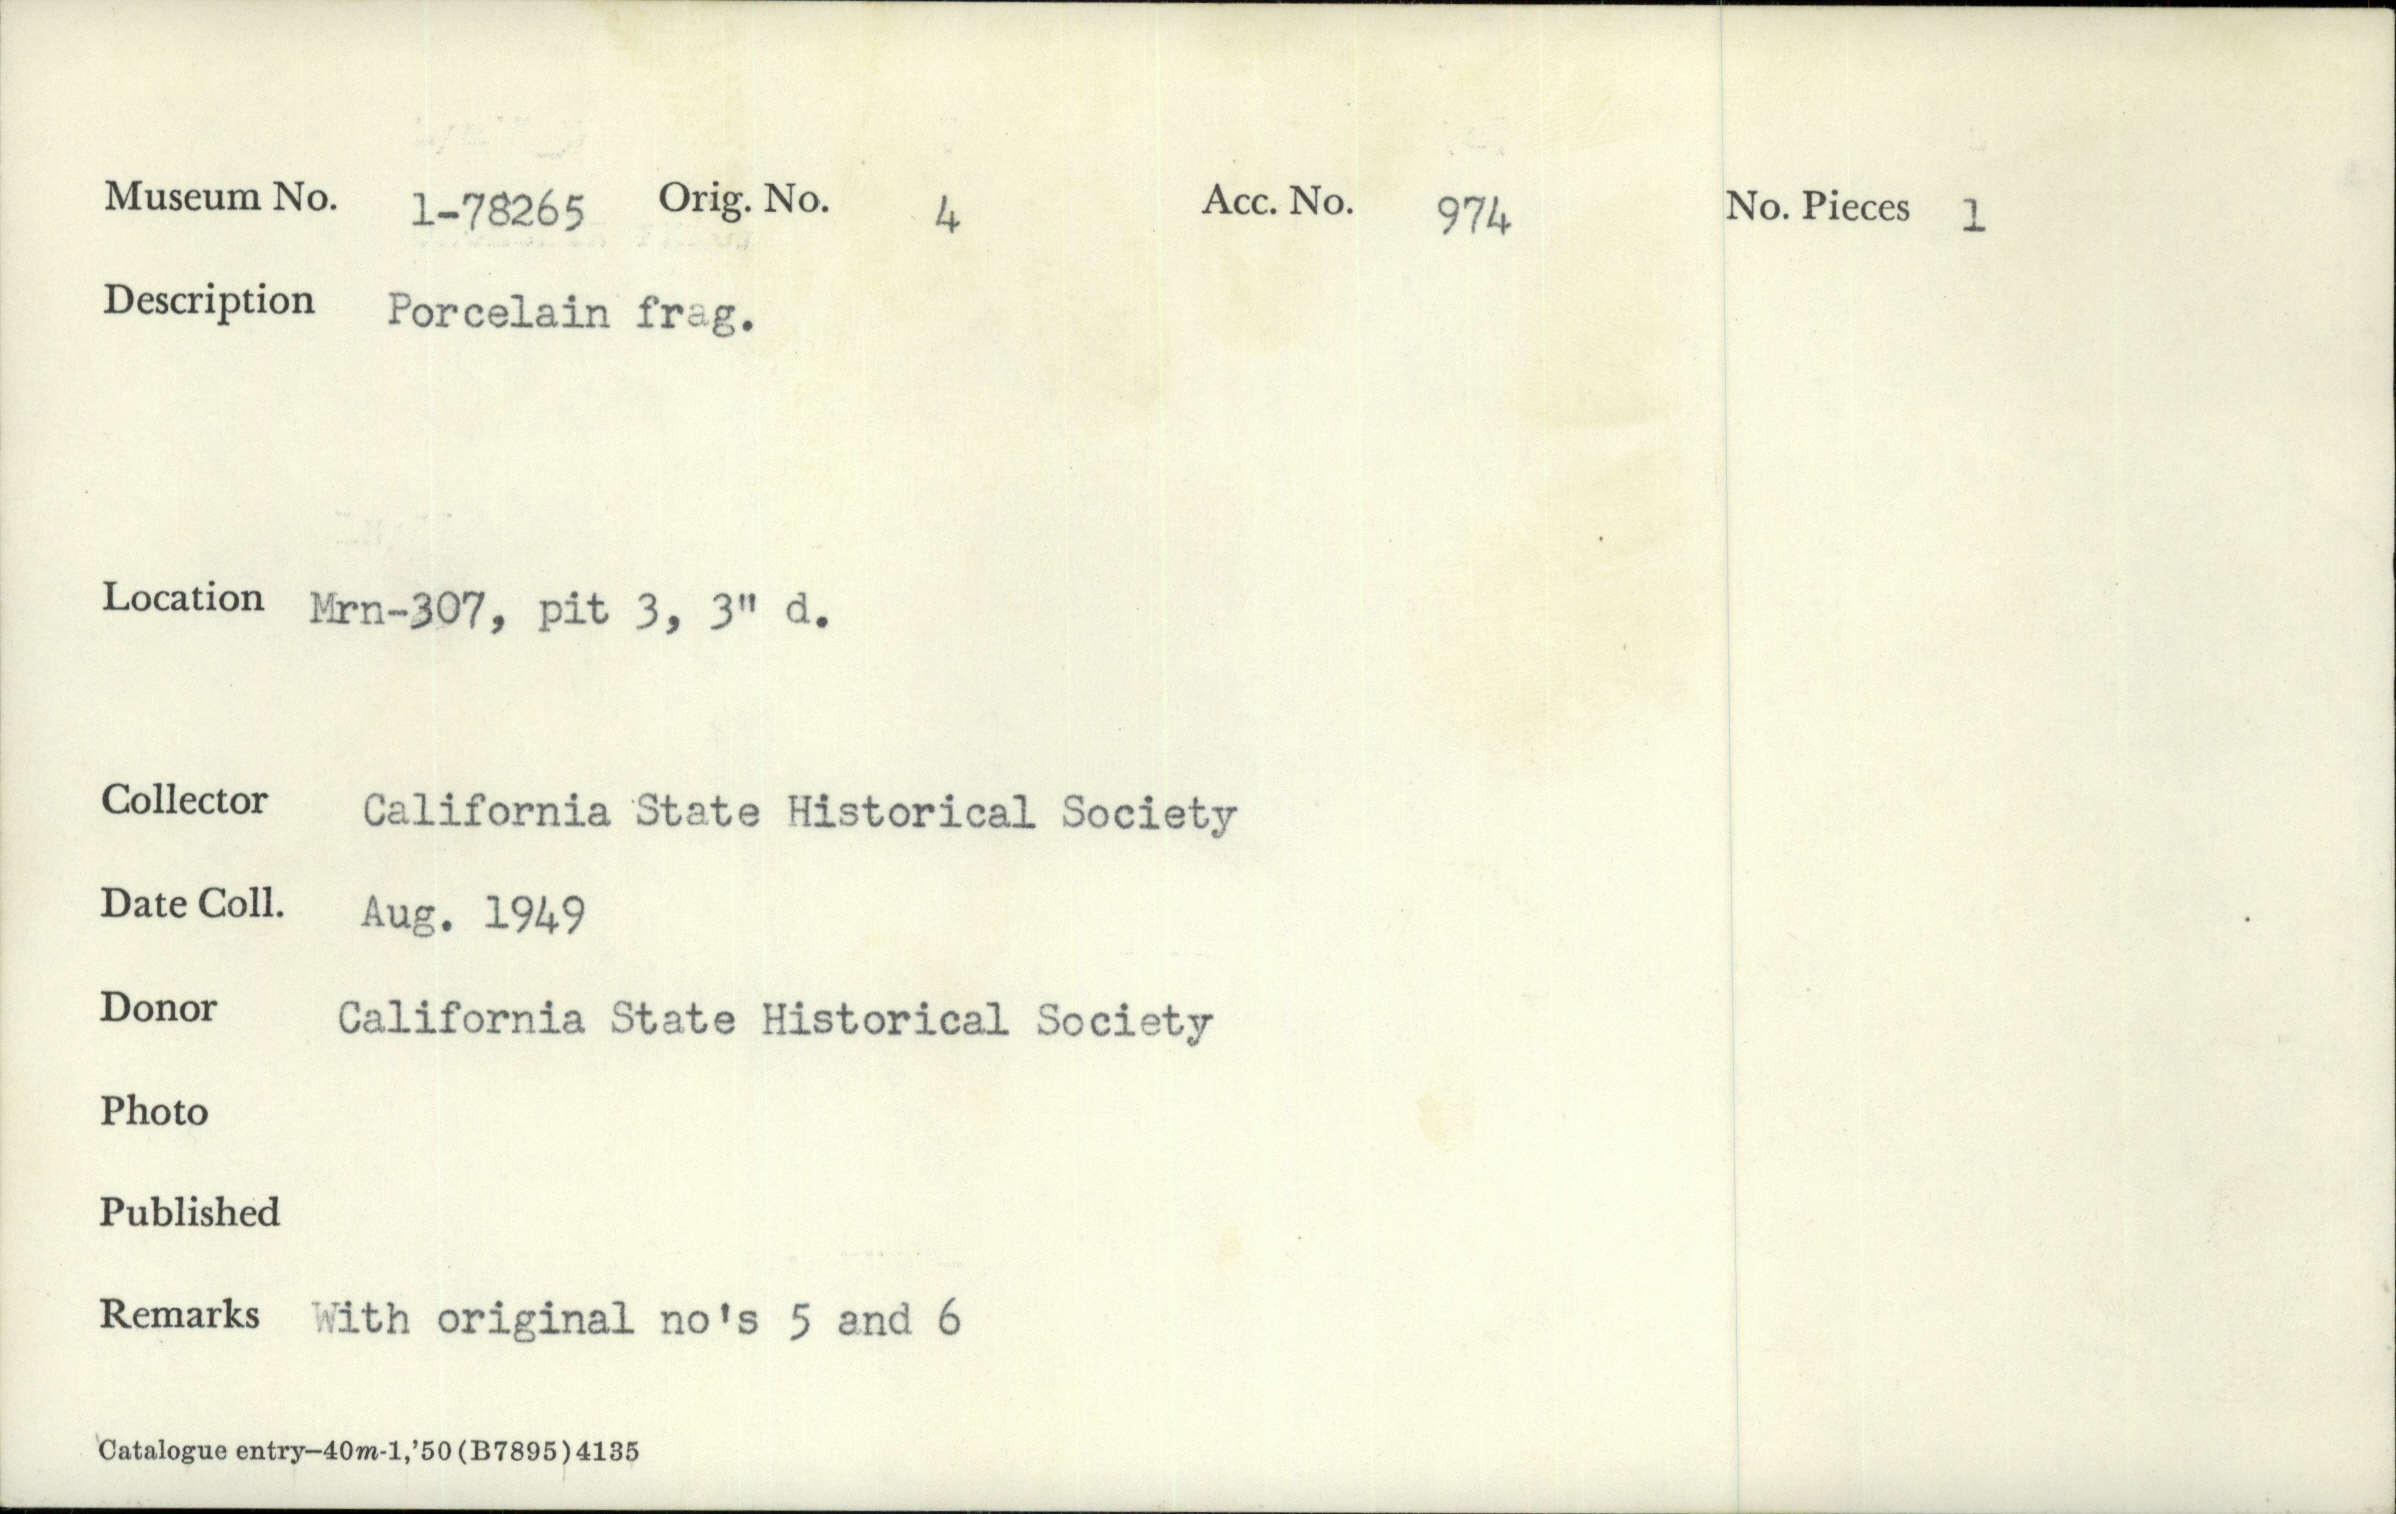 Museum No. 1-78265 Orig. No. 4 Acc. No. 974 No. Pieces 1
Description Porcelain frag.
Location Mrn-307, pit 3, 3" d.
Collector California State Historical Society
Date Coll. Aug. 1949
Donor California State Historical Society
Photo
Published
Remarks With original no's 5 and 6
Catalogue entry—40m-1,'50(B7895)4135